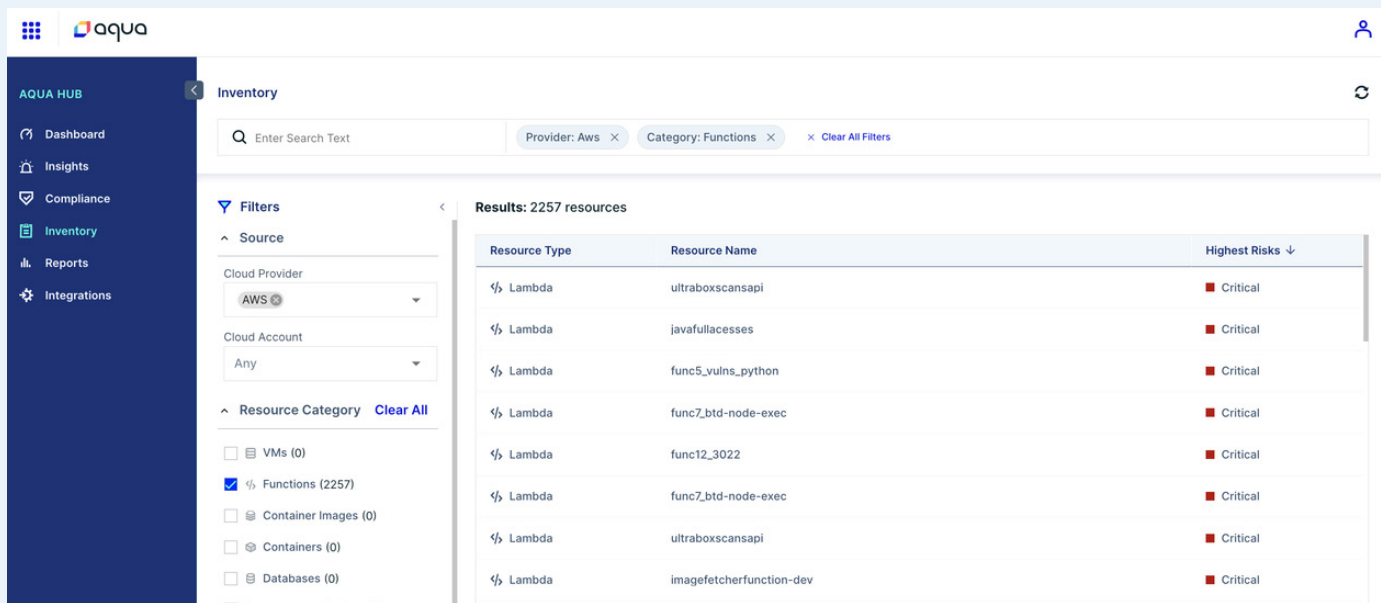 aqua
AQUA HUB
Dashboard
Insights
Compliance
Inventory
Reports
Integrations
Inventory
Enter Search Text
Provider: Aws
Category: Functions
Clear All Filters
Filters
Source
Cloud Provider
AWS
Cloud Account
Any
Resource Category Clear All
VMs (0)
Functions (2257)
Container Images (0)
Containers (0)
Databases (0)
Results: 2257 resources
Resource Type Resource Name Highest Risks
Lambda ultraboxscansapi Critical
Lambda javafullacesses Critical
Lambda func5_vulns_python Critical
Lambda func7_btd-node-exec Critical
Lambda func12_3022 Critical
Lambda func7_btd-node-exec Critical
Lambda ultraboxscansapi Critical
Lambda imagefetcherfunction-dev Critical